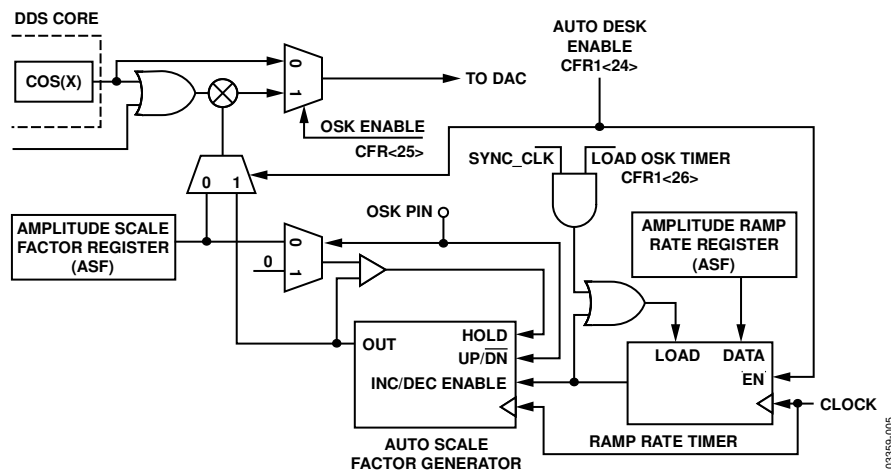 DDS CORE
COS(X)
0
1
TO DAC
OSK ENABLE
CFR<25>
AUTO DESK
ENABLE
CFR1<24>
SYNC_CLK
LOAD OSK TIMER
CFR1<26>
0 1
AMPLITUDE SCALE
FACTOR REGISTER
(ASF)
OSK PIN
0
0
1
AMPLITUDE RAMP
RATE REGISTER
(ASF)
OUT
HOLD
UP/DN
INC/DEC ENABLE
LOAD DATA
EN
CLOCK
RAMP RATE TIMER
AUTO SCALE
FACTOR GENERATOR
03359-005